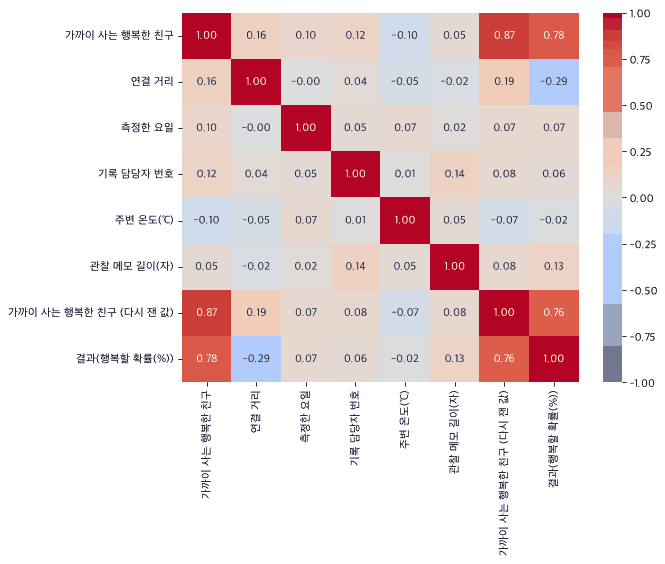 가까이 사는 행복한 친구 1.00 0.16 0.10 0.12 −0.10 0.05 0.87 0.78
연결 거리 0.16 1.00 −0.00 0.04 −0.05 −0.02 0.19 −0.29
측정한 요일 0.10 −0.00 1.00 0.05 0.07 0.02 0.07 0.07
기록 담당자 번호 0.12 0.04 0.05 1.00 0.01 0.14 0.08 0.06
주변 온도(℃) −0.10 −0.05 0.07 0.01 1.00 0.05 −0.07 −0.02
관찰 메모 길이(자) 0.05 −0.02 0.02 0.14 0.05 1.00 0.08 0.13
가까이 사는 행복한 친구 (다시 잰 값) 0.87 0.19 0.07 0.08 −0.07 0.08 1.00 0.76
결과(행복할 확률(%)) 0.78 −0.29 0.07 0.06 −0.02 0.13 0.76 1.00
가까이 사는 행복한 친구
연결 거리
측정한 요일
기록 담당자 번호
주변 온도(℃)
관찰 메모 길이(자)
가까이 사는 행복한 친구 (다시 잰 값)
결과(행복할 확률(%))
1.00
0.75
0.50
0.25
0.00
−0.25
−0.50
−0.75
−1.00